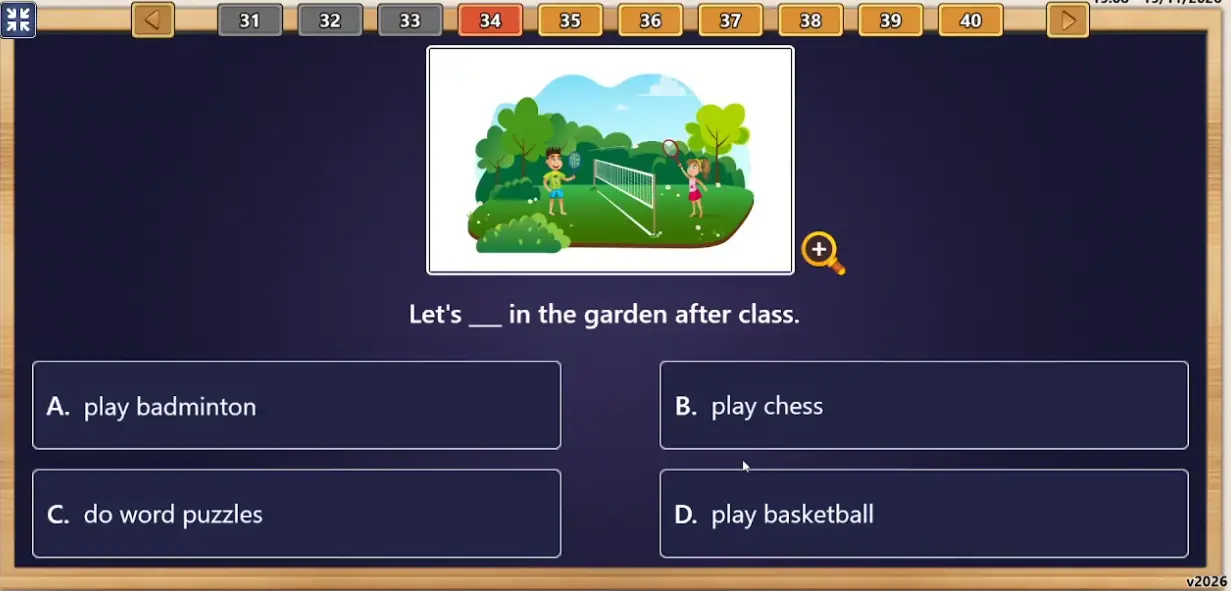 31 32 33 34 35 36 37 38 39 40
Let's ___ in the garden after class.
A. play badminton
B. play chess
C. do word puzzles
D. play basketball
v2026